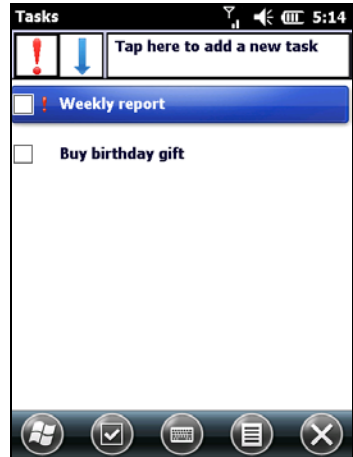 Tasks 5:14
Tap here to add a new task
Weekly report
Buy birthday gift